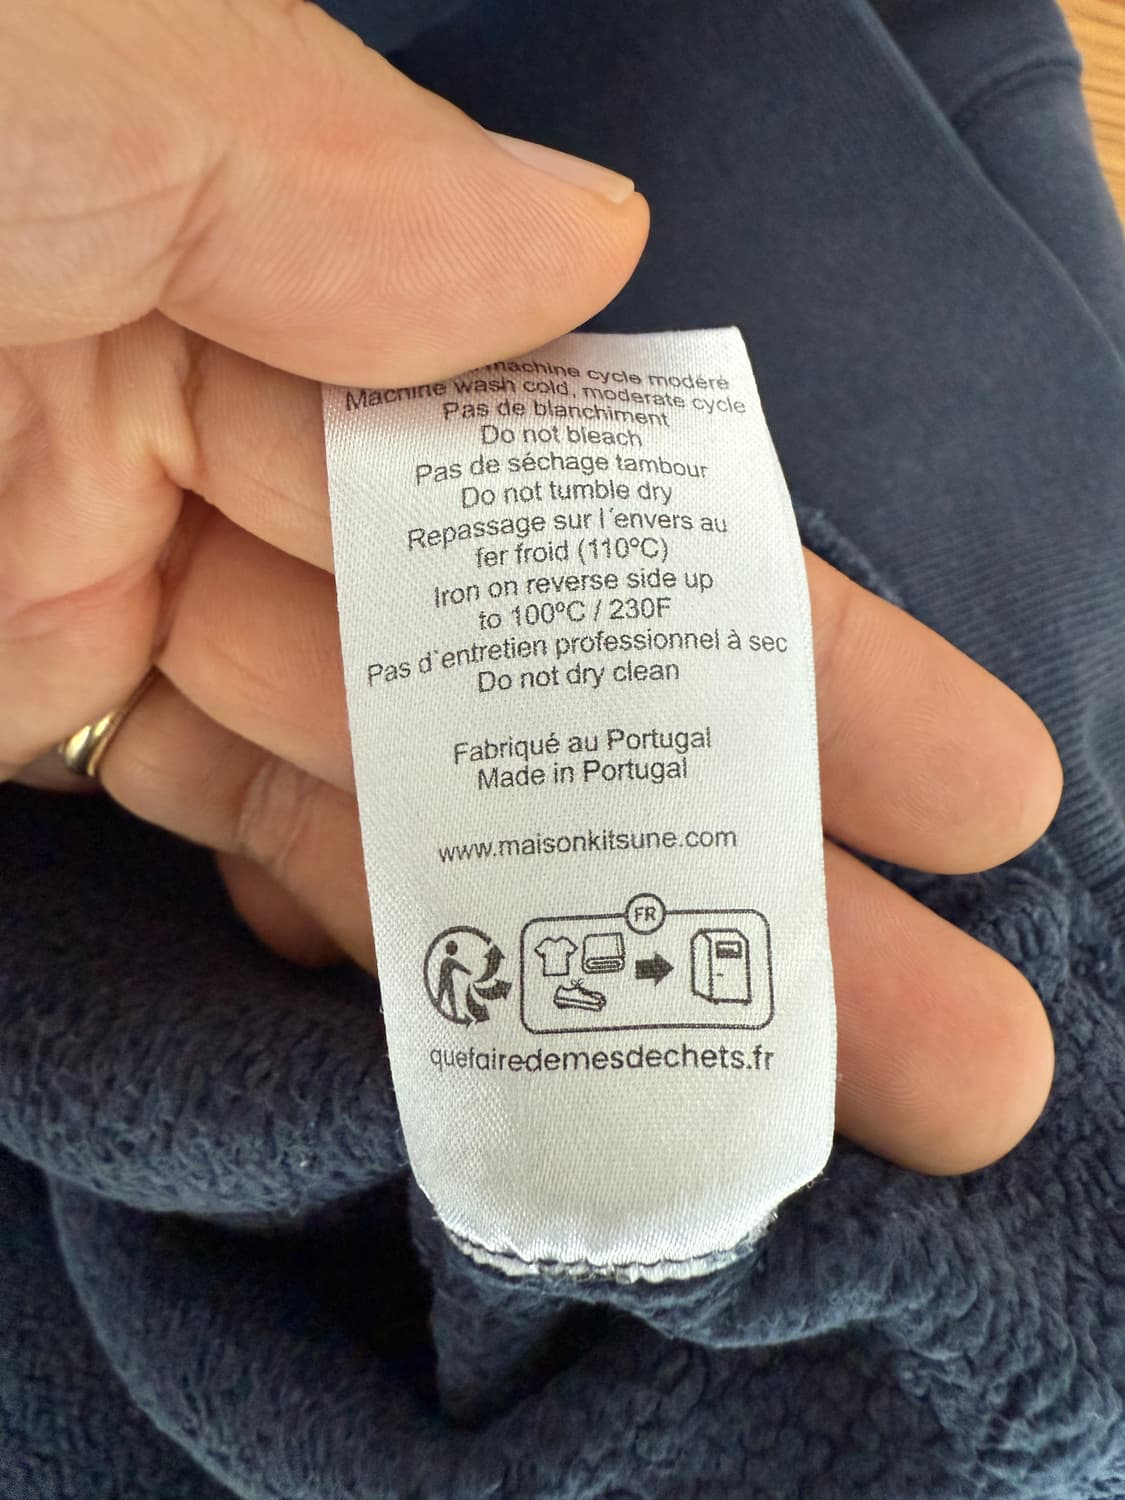 machine cycle modéré
Machine wash cold, moderate cycle
Pas de blanchiment
Do not bleach
Pas de séchage tambour
Do not tumble dry
Repassage sur l´envers au
fer froid (110ºC)
Iron on reverse side up
to 100ºC / 230F
Pas d`entretien professionnel à sec
Do not dry clean
Fabriqué au Portugal
Made in Portugal
www.maisonkitsune.com
FR
quefairedemesdechets.fr